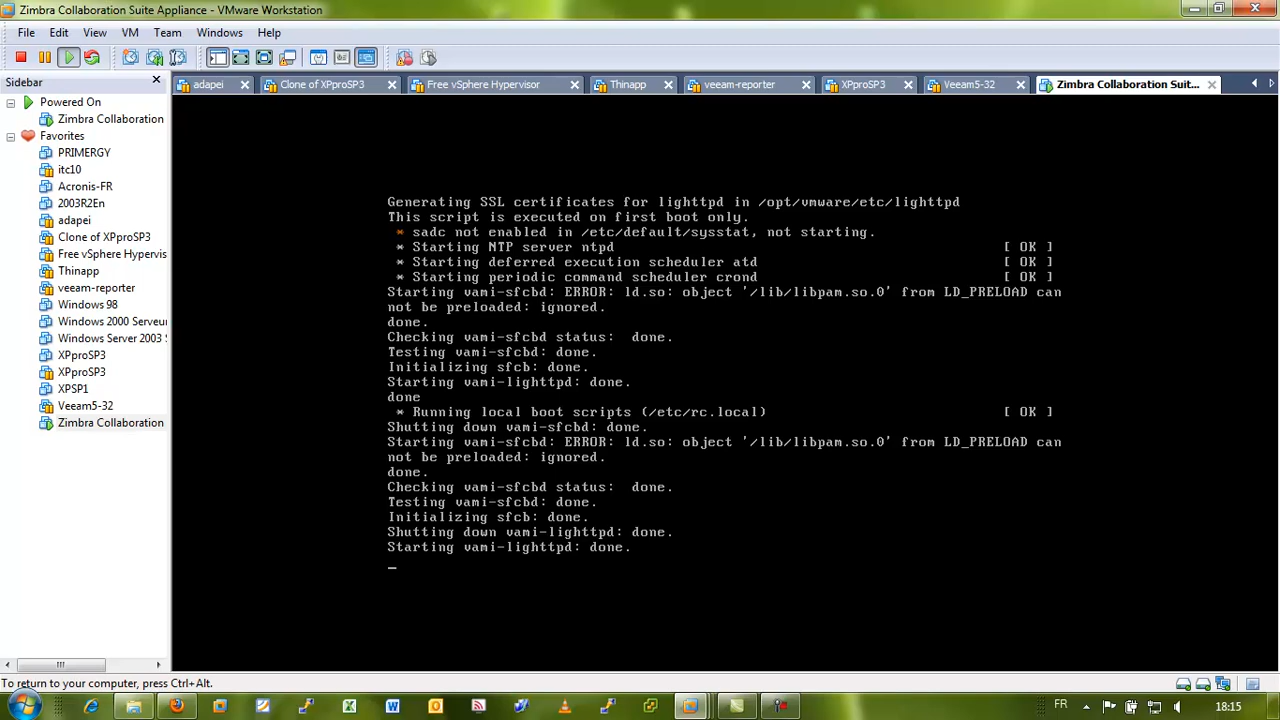 Zimbra Collaboration Suite Appliance - VMware Workstation
File Edit View VM Team Windows Help
Sidebar
adapei Clone of XPproSP3 Free vSphere Hypervisor Thinapp veeam-reporter XPproSP3 Veeam5-32 Zimbra Collaboration Suit...
Powered On
Zimbra Collaboration
Favorites
PRIMERGY
itc10
Acronis-FR
2003R2En
adapei
Clone of XPproSP3
Free vSphere Hypervis
Thinapp
veeam-reporter
Windows 98
Windows 2000 Serveur
Windows Server 2003 S
XPproSP3
XPproSP3
XPSP1
Veeam5-32
Zimbra Collaboration
Generating SSL certificates for lighttpd in /opt/vmware/etc/lighttpd
This script is executed on first boot only.
* sadc not enabled in /etc/default/sysstat, not starting.
* Starting NTP server ntpd [ OK ]
* Starting deferred execution scheduler atd [ OK ]
* Starting periodic command scheduler crond [ OK ]
Starting vami-sfcbd: ERROR: ld.so: object '/lib/libpam.so.0' from LD_PRELOAD can
not be preloaded: ignored.
done.
Checking vami-sfcbd status:  done.
Testing vami-sfcbd: done.
Initializing sfcb: done.
Starting vami-lighttpd: done.
done
* Running local boot scripts (/etc/rc.local) [ OK ]
Shutting down vami-sfcbd: done.
Starting vami-sfcbd: ERROR: ld.so: object '/lib/libpam.so.0' from LD_PRELOAD can
not be preloaded: ignored.
done.
Checking vami-sfcbd status:  done.
Testing vami-sfcbd: done.
Initializing sfcb: done.
Shutting down vami-lighttpd: done.
Starting vami-lighttpd: done.
_
To return to your computer, press Ctrl+Alt.
FR 18:15